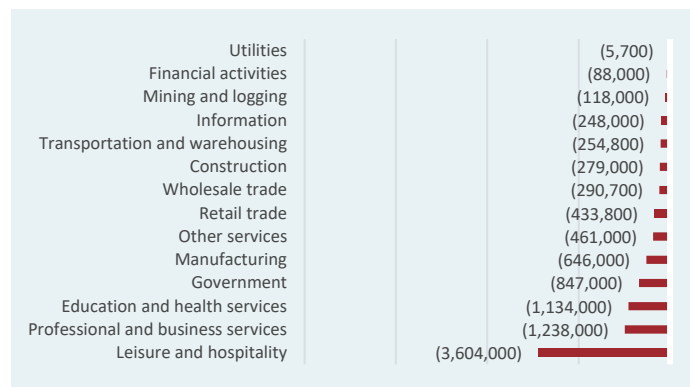 Utilities (5,700)
Financial activities (88,000)
Mining and logging (118,000)
Information (248,000)
Transportation and warehousing (254,800)
Construction (279,000)
Wholesale trade (290,700)
Retail trade (433,800)
Other services (461,000)
Manufacturing (646,000)
Government (847,000)
Education and health services (1,134,000)
Professional and business services (1,238,000)
Leisure and hospitality (3,604,000)